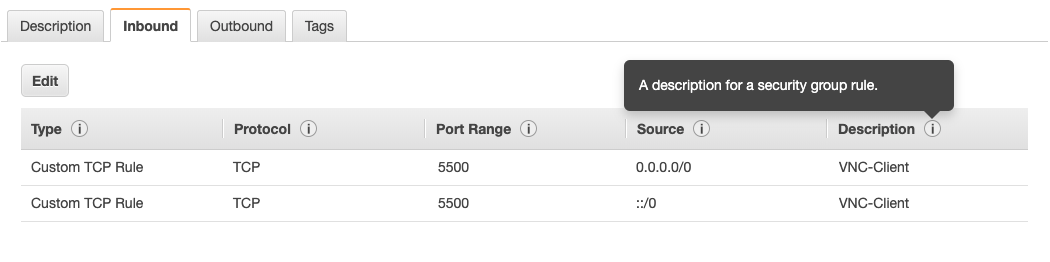 Description Inbound Outbound Tags
Edit
A description for a security group rule.
Type i Protocol i Port Range i Source i Description i
Custom TCP Rule TCP 5500 0.0.0.0/0 VNC-Client
Custom TCP Rule TCP 5500 ::/0 VNC-Client